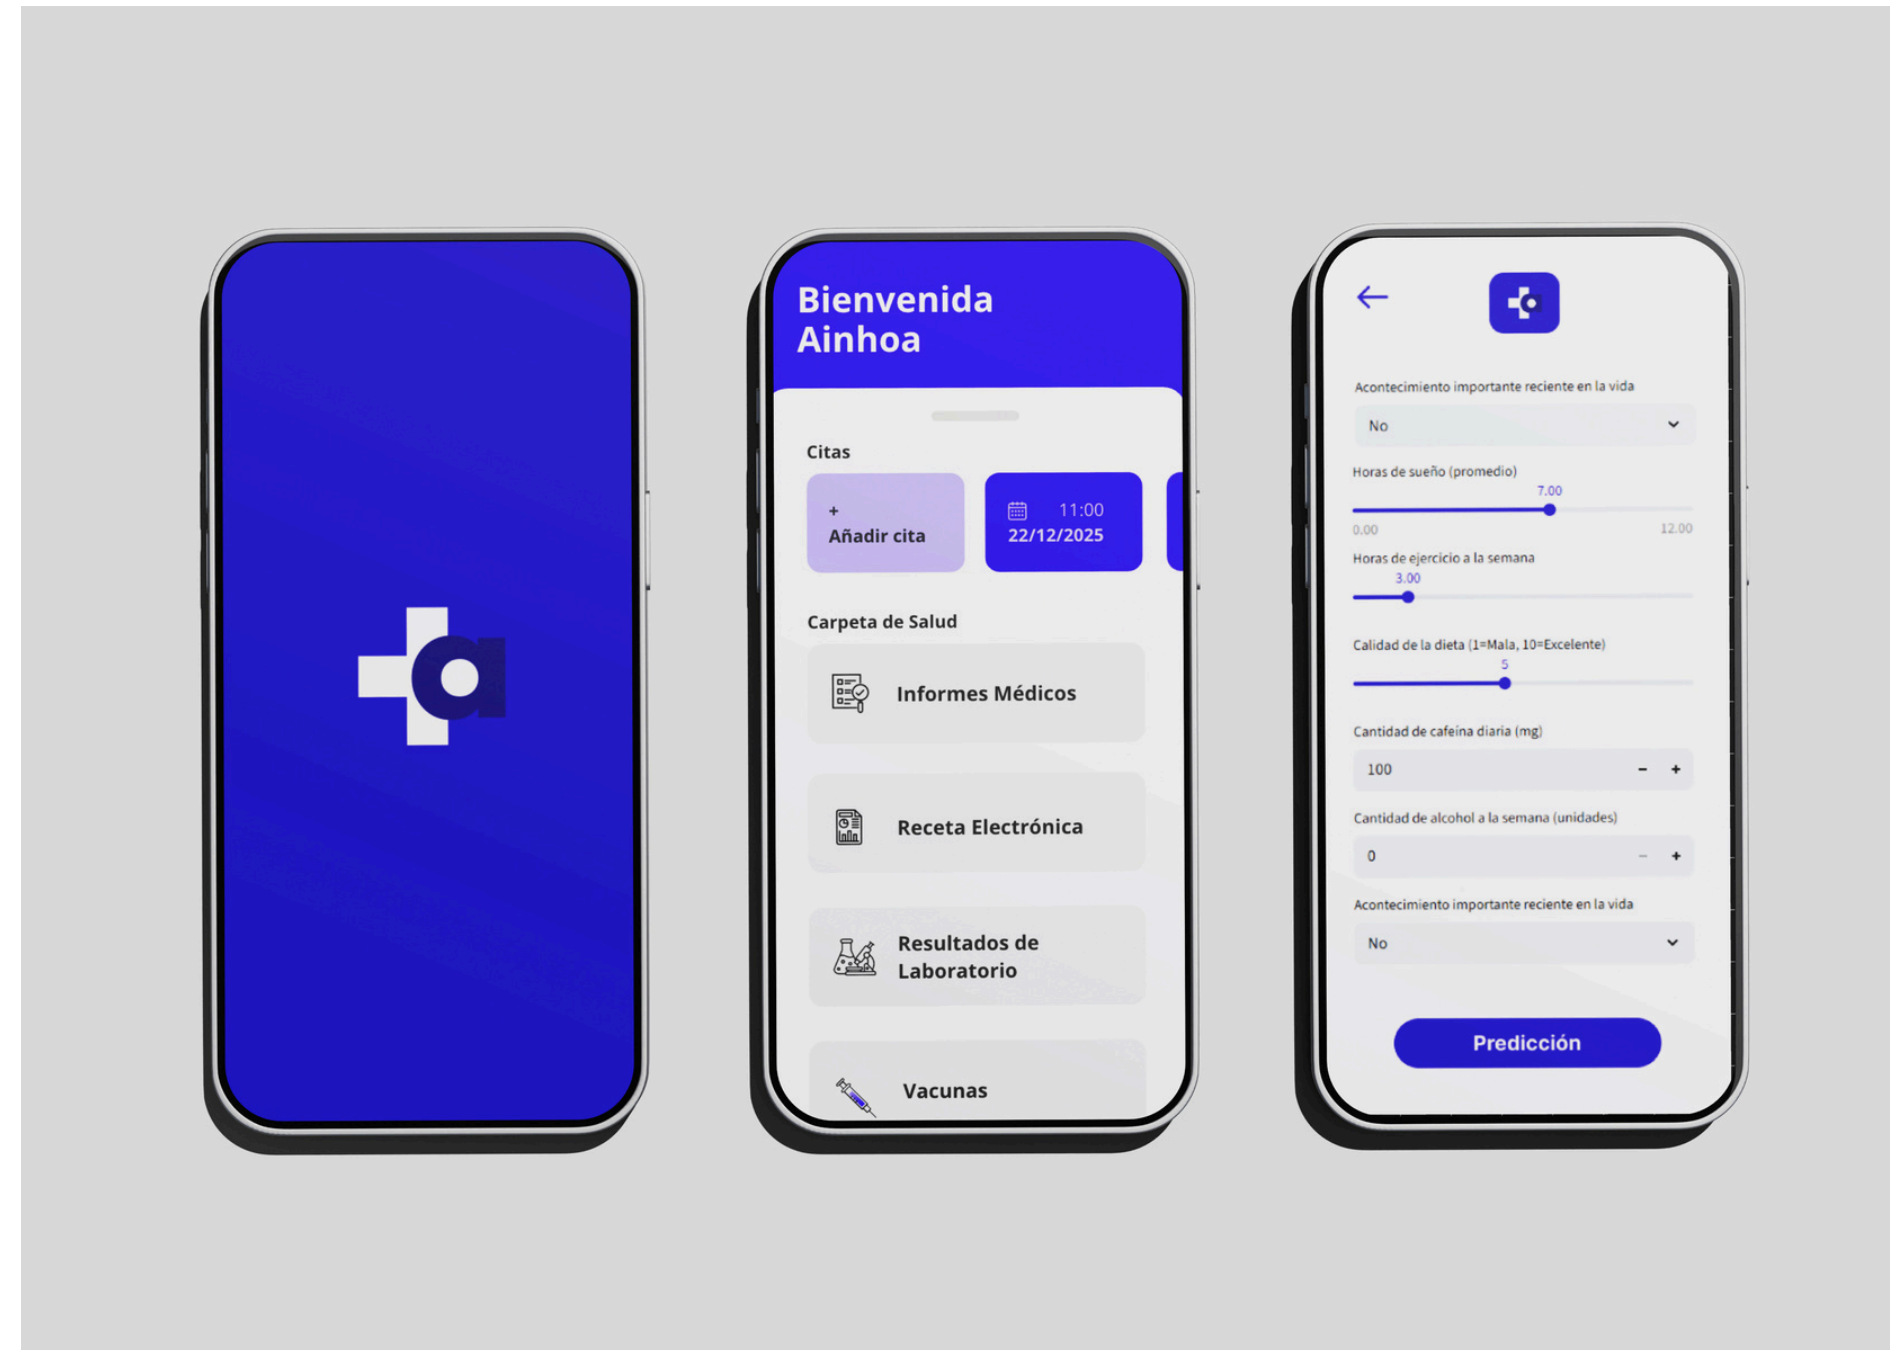 a
Bienvenida
Ainhoa
Citas
+
Añadir cita
11:00
22/12/2025
Carpeta de Salud
Informes Médicos
Receta Electrónica
Resultados de
Laboratorio
Vacunas
a
Acontecimiento importante reciente en la vida
No
Horas de sueño (promedio)
7.00
0.00 12.00
Horas de ejercicio a la semana
3.00
Calidad de la dieta (1=Mala, 10=Excelente)
5
Cantidad de cafeína diaria (mg)
100 - +
Cantidad de alcohol a la semana (unidades)
0 - +
Acontecimiento importante reciente en la vida
No
Predicción